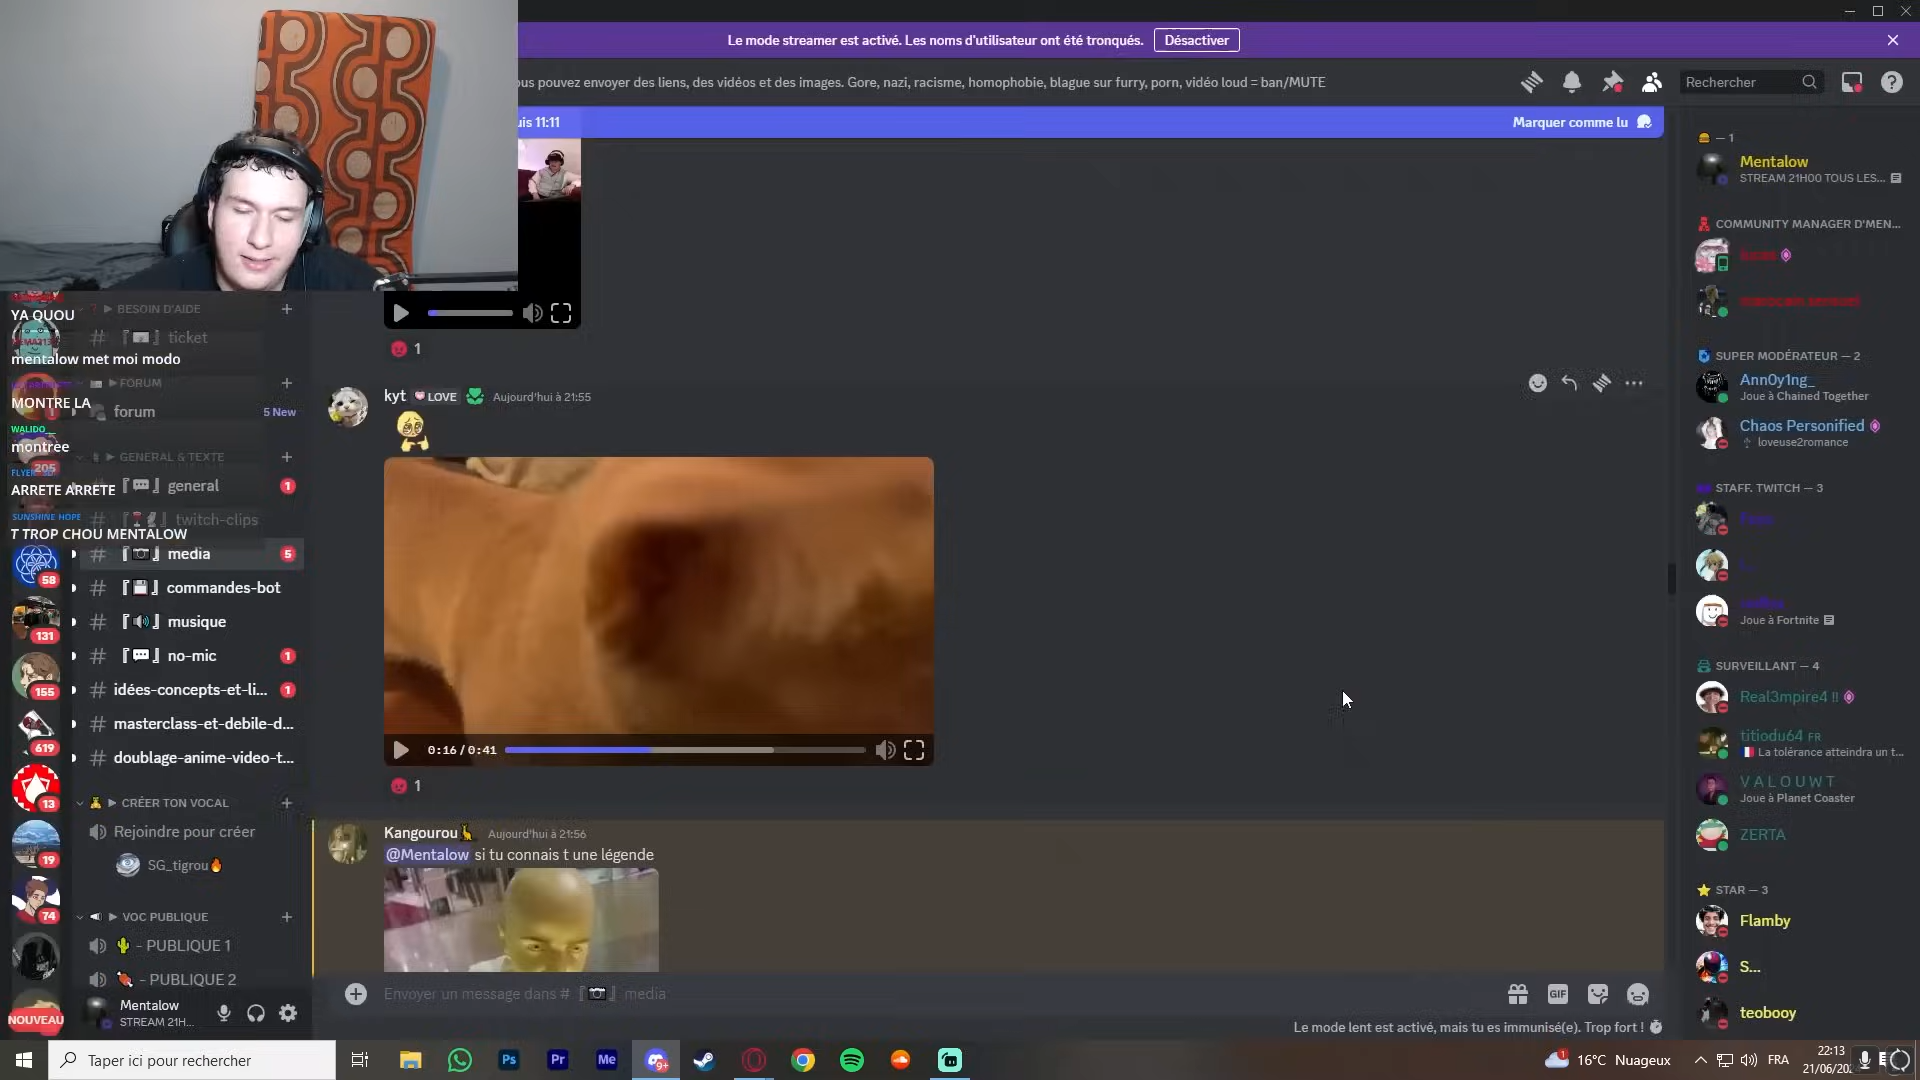 Le mode streamer est activé. Les noms d'utilisateur ont été tronqués.
Désactiver
ous pouvez envoyer des liens, des vidéos et des images. Gore, nazi, racisme, homophobie, blague sur furry, porn, vidéo loud = ban/MUTE
Rechercher
uis 11:11
Marquer comme lu
YA QUOU
mentalow met moi modo
MONTRE LA
WALIDO__
montree
ARRETE ARRETE
SUNSHINE HOPE
T TROP CHOU MENTALOW
BESOIN D'AIDE
ticket
FORUM
forum
5 New
GENERAL & TEXTE
205
general
1
twitch-clips
media
5
58
commandes-bot
musique
131
no-mic
1
155
idées-concepts-et-li...
1
masterclass-et-debile-d...
619
doublage-anime-video-t...
13
CRÉER TON VOCAL
Rejoindre pour créer
19
SG_tigrou
74
VOC PUBLIQUE
- PUBLIQUE 1
- PUBLIQUE 2
NOUVEAU
Mentalow
STREAM 21H...
1
kyt LOVE Aujourd'hui à 21:55
0:16 / 0:41
1
Kangourou Aujourd'hui à 21:56
@Mentalow si tu connais t une légende
Envoyer un message dans # 『 』 media
GIF
Le mode lent est activé, mais tu es immunisé(e). Trop fort !
— 1
Mentalow
STREAM 21H00 TOUS LES...
COMMUNITY MANAGER D'MEN...
SUPER MODÉRATEUR — 2
Ann0y1ng_
Joue à Chained Together
Chaos Personified
loveuse2romance
STAFF. TWITCH — 3
Joue à Fortnite
SURVEILLANT — 4
Real3mpire4 !!
titiodu64 FR
La tolérance atteindra un t...
V A L O U W T
Joue à Planet Coaster
ZERTA
STAR — 3
Flamby
S...
teobooy
Taper ici pour rechercher
Ps
Pr
Me
9+
1
16°C Nuageux
FRA
22:13
21/06/20